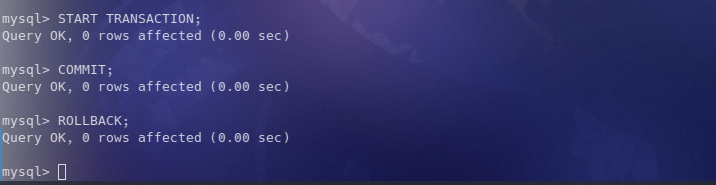 mysql> START TRANSACTION;
Query OK, 0 rows affected (0.00 sec)
mysql> COMMIT;
Query OK, 0 rows affected (0.00 sec)
mysql> ROLLBACK;
Query OK, 0 rows affected (0.00 sec)
mysql>